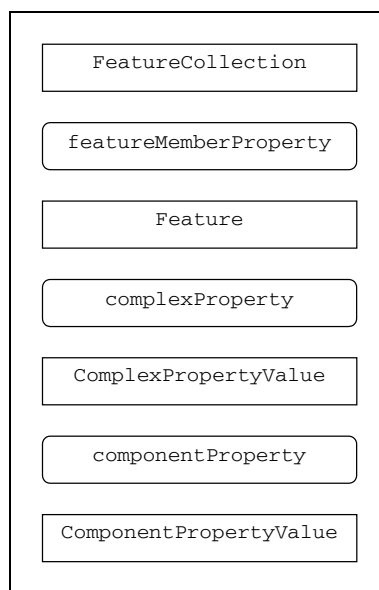 FeatureCollection
featureMemberProperty
Feature
complexProperty
ComplexPropertyValue
componentProperty
ComponentPropertyValue